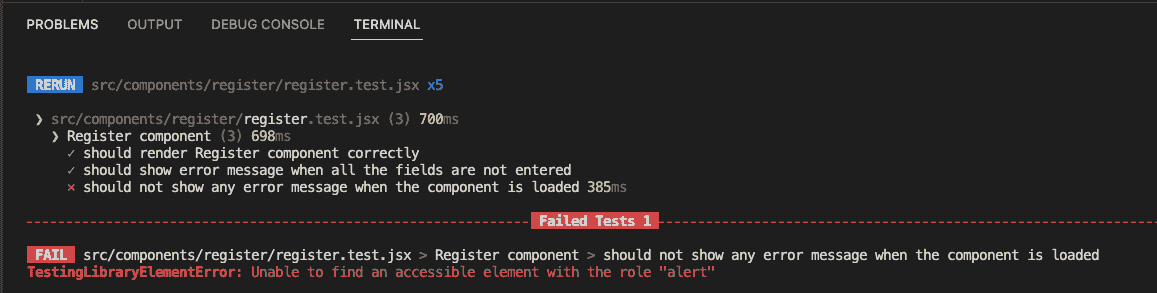 PROBLEMS OUTPUT DEBUG CONSOLE TERMINAL
RERUN src/components/register/register.test.jsx x5
❯ src/components/register/register.test.jsx (3) 700ms
❯ Register component (3) 698ms
✓ should render Register component correctly
✓ should show error message when all the fields are not entered
× should not show any error message when the component is loaded 385ms
Failed Tests 1
FAIL src/components/register/register.test.jsx > Register component > should not show any error message when the component is loaded
TestingLibraryElementError: Unable to find an accessible element with the role "alert"